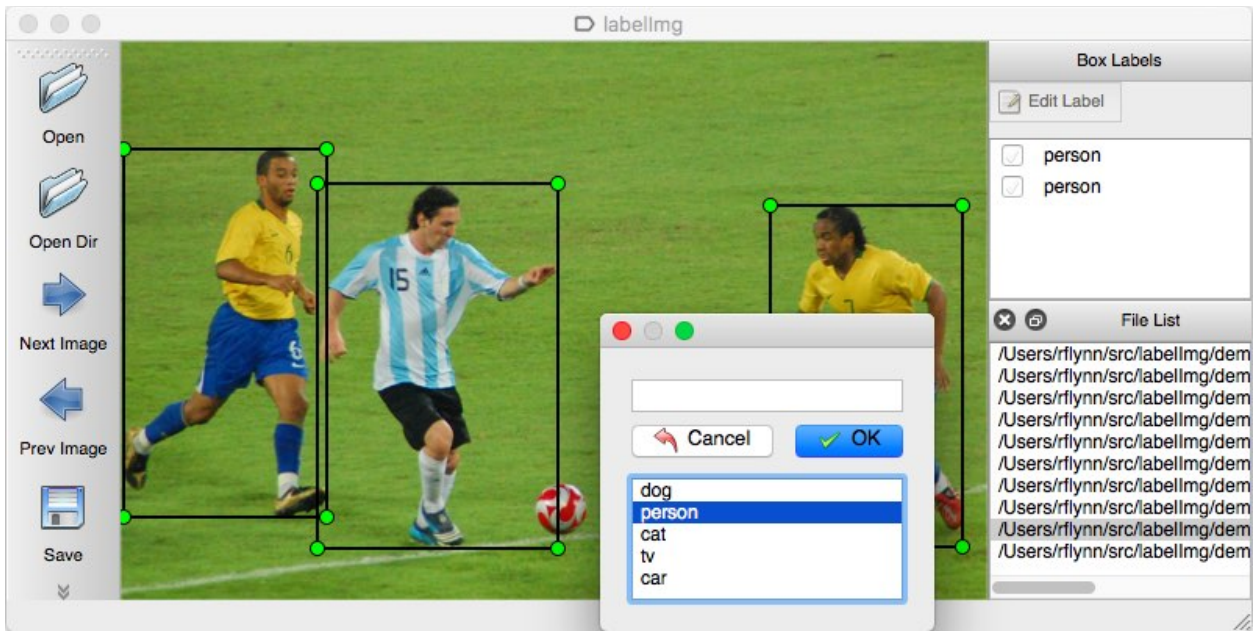 labelImg
Open
Open Dir
Next Image
Prev Image
Save
6
6
15
7
Cancel
OK
dog
person
cat
tv
car
Box Labels
Edit Label
person
person
File List
/Users/rflynn/src/labelImg/dem
/Users/rflynn/src/labelImg/dem
/Users/rflynn/src/labelImg/dem
/Users/rflynn/src/labelImg/dem
/Users/rflynn/src/labelImg/dem
/Users/rflynn/src/labelImg/dem
/Users/rflynn/src/labelImg/dem
/Users/rflynn/src/labelImg/dem
/Users/rflynn/src/labelImg/dem
/Users/rflynn/src/labelImg/dem